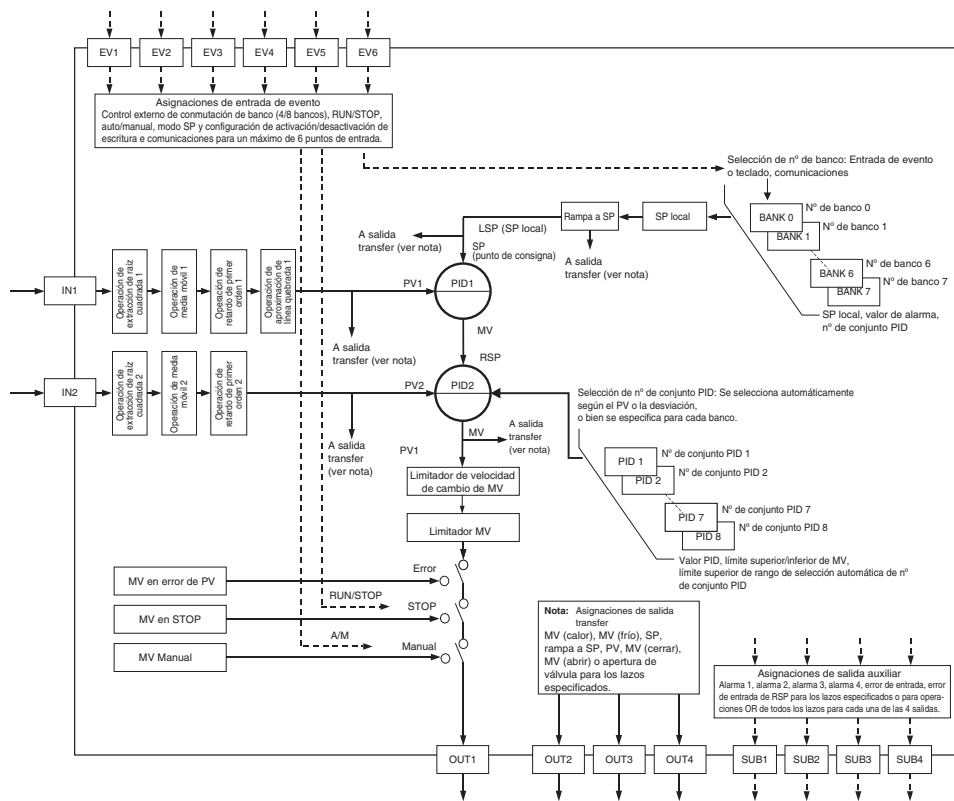 EV1
EV2
EV3
EV4
EV5
EV6
Asignaciones de entrada de evento
Control externo de conmutación de banco (4/8 bancos), RUN/STOP,
auto/manual, modo SP y configuración de activación/desactivación de
escritura e comunicaciones para un máximo de 6 puntos de entrada.
Selección de nº de banco: Entrada de evento
o teclado, comunicaciones
BANK 0
Nº de banco 0
BANK 1
Nº de banco 1
BANK 6
Nº de banco 6
BANK 7
Nº de banco 7
SP local, valor de alarma,
nº de conjunto PID
SP local
Rampa a SP
A salida
transfer (ver nota)
LSP (SP local)
A salida
transfer (ver nota)
SP
(punto de consigna)
IN1
Operación de
extracción de raíz
cuadrada 1
Operación de
media móvil 1
Operación de
retardo de primer
orden 1
Operación de
aproximación de
línea quebrada 1
PV1
PID1
A salida
transfer (ver nota)
MV
RSP
IN2
Operación de
extracción de raíz
cuadrada 2
Operación de media
móvil 2
Operación de
retardo de primer
orden 2
PV2
PID2
A salida
transfer
(ver nota)
MV
A salida
transfer
(ver nota)
PV1
Selección de nº de conjunto PID: Se selecciona automáticamente
según el PV o la desviación,
o bien se especifica para cada banco.
PID 1
Nº de conjunto PID 1
PID 2
Nº de conjunto PID 2
PID 7
Nº de conjunto PID 7
PID 8
Nº de conjunto PID 8
Valor PID, límite superior/inferior de MV,
límite superior de rango de selección automática de nº
de conjunto PID
Limitador de velocidad
de cambio de MV
Limitador MV
MV en error de PV
Error
RUN/STOP
MV en STOP
STOP
A/M
MV Manual
Manual
Nota: Asignaciones de salida
transfer
MV (calor), MV (frío), SP,
rampa a SP, PV, MV (cerrar),
MV (abrir) o apertura de
válvula para los lazos
especificados.
Asignaciones de salida auxiliar
Alarma 1, alarma 2, alarma 3, alarma 4, error de entrada, error
de entrada de RSP para los lazos especificados o para opera-
ciones OR de todos los lazos para cada una de las 4 salidas.
OUT1
OUT2
OUT3
OUT4
SUB1
SUB2
SUB3
SUB4